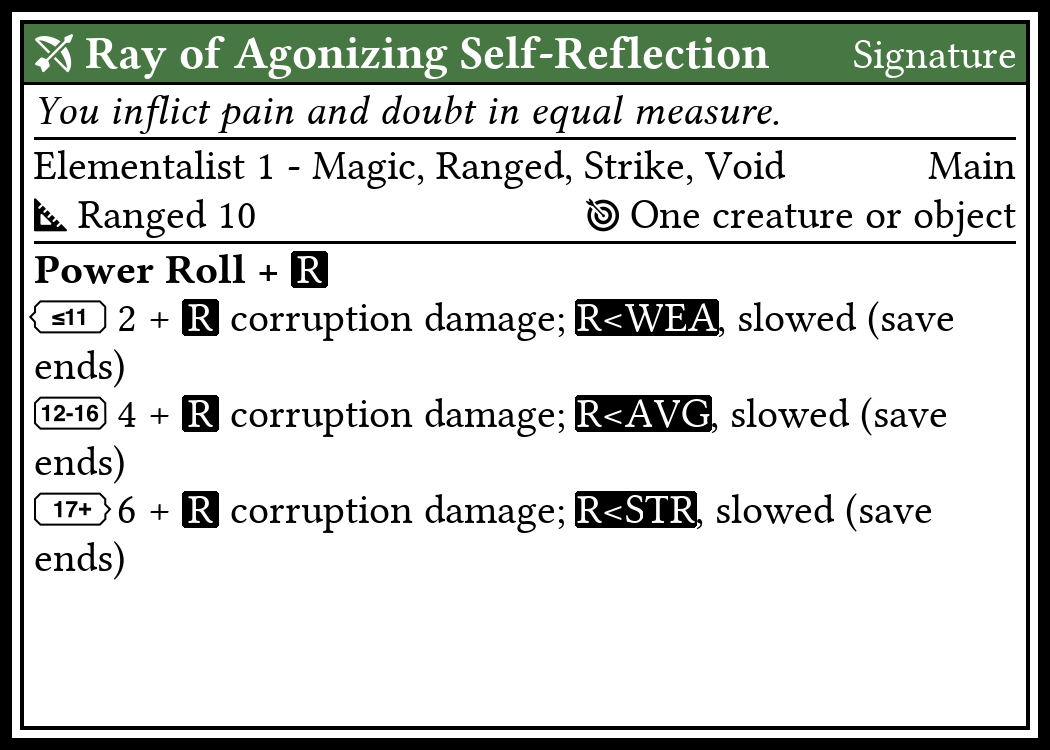 Ray of Agonizing Self-Reflection Signature
You inflict pain and doubt in equal measure.
Elementalist 1 - Magic, Ranged, Strike, Void Main
Ranged 10 One creature or object
Power Roll + R
≤11 2 + R corruption damage; R<WEA, slowed (save
ends)
12-16 4 + R corruption damage; R<AVG, slowed (save
ends)
17+ 6 + R corruption damage; R<STR, slowed (save
ends)